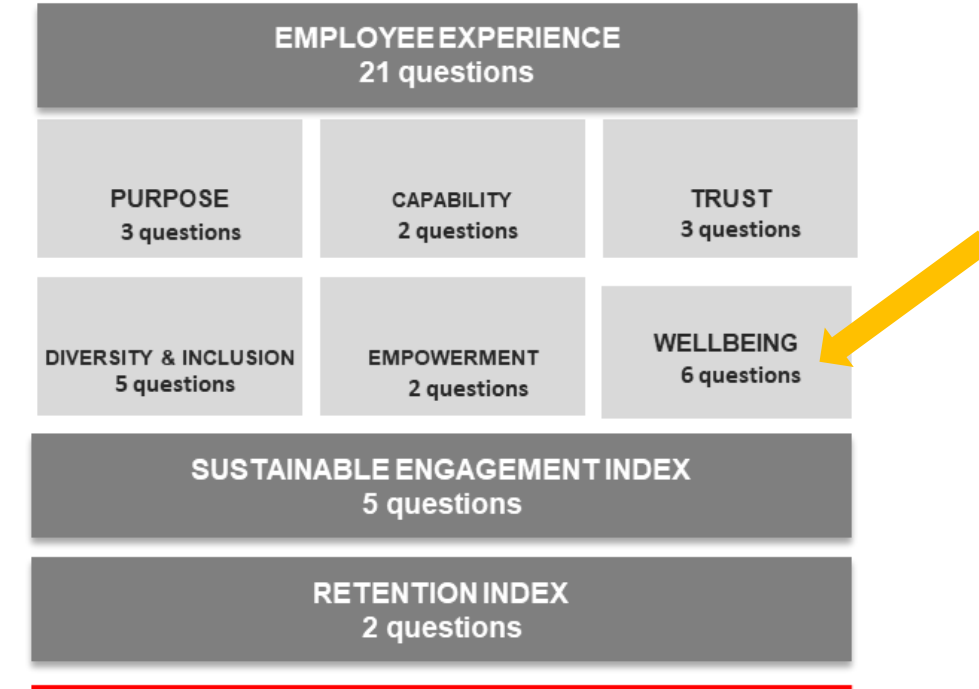 EMPLOYEE EXPERIENCE
21 questions
PURPOSE
3 questions
CAPABILITY
2 questions
TRUST
3 questions
DIVERSITY & INCLUSION
5 questions
EMPOWERMENT
2 questions
WELLBEING
6 questions
SUSTAINABLE ENGAGEMENT INDEX
5 questions
RETENTION INDEX
2 questions